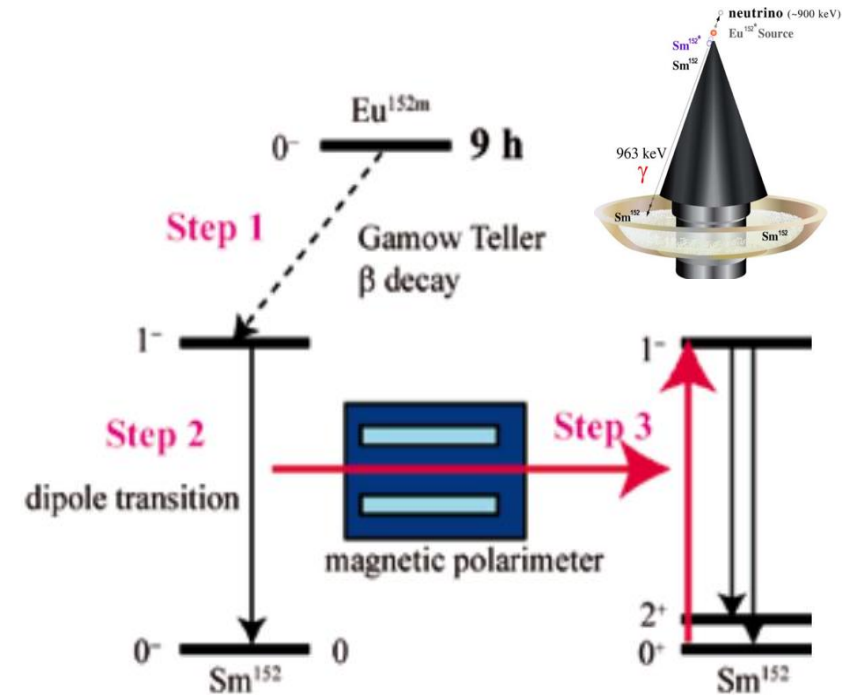 neutrino (~900 keV)
Eu¹⁵²* Source
Sm¹⁵²*
Sm¹⁵²
963 keV
γ
Sm¹⁵²
Sm¹⁵²
Eu¹⁵²ᵐ
0⁻ 9 h
Step 1
Gamow Teller
β decay
1⁻
1⁻
Step 2
Step 3
dipole transition
magnetic polarimeter
2⁺
0⁻ 0
0⁺
Sm¹⁵²
Sm¹⁵²